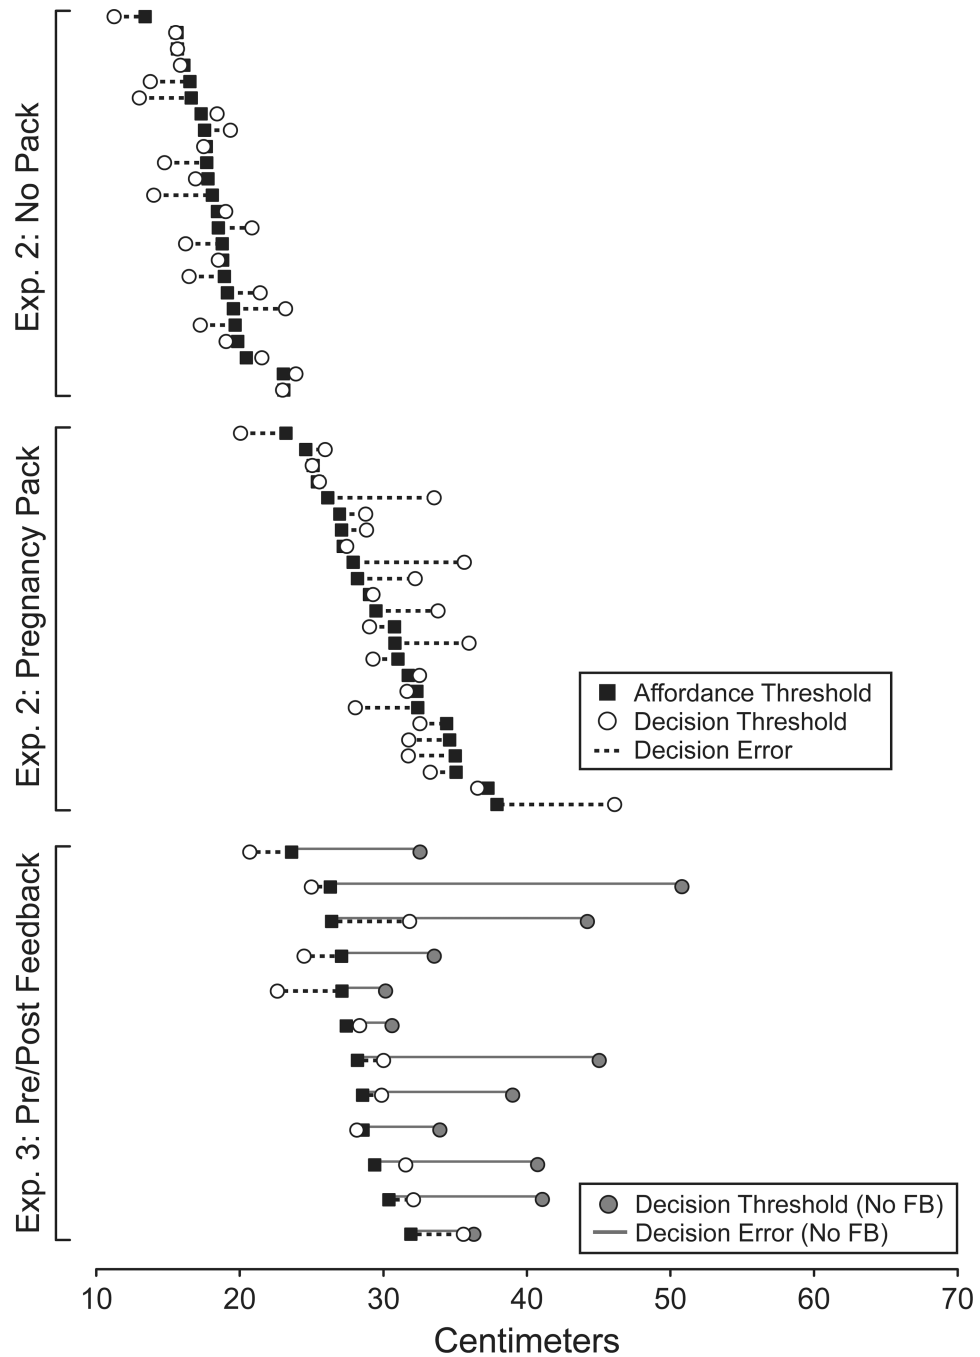 Exp. 2: No Pack
Exp. 2: Pregnancy Pack
Affordance Threshold
Decision Threshold
Decision Error
Exp. 3: Pre/Post Feedback
Decision Threshold (No FB)
Decision Error (No FB)
10 20 30 40 50 60 70
Centimeters